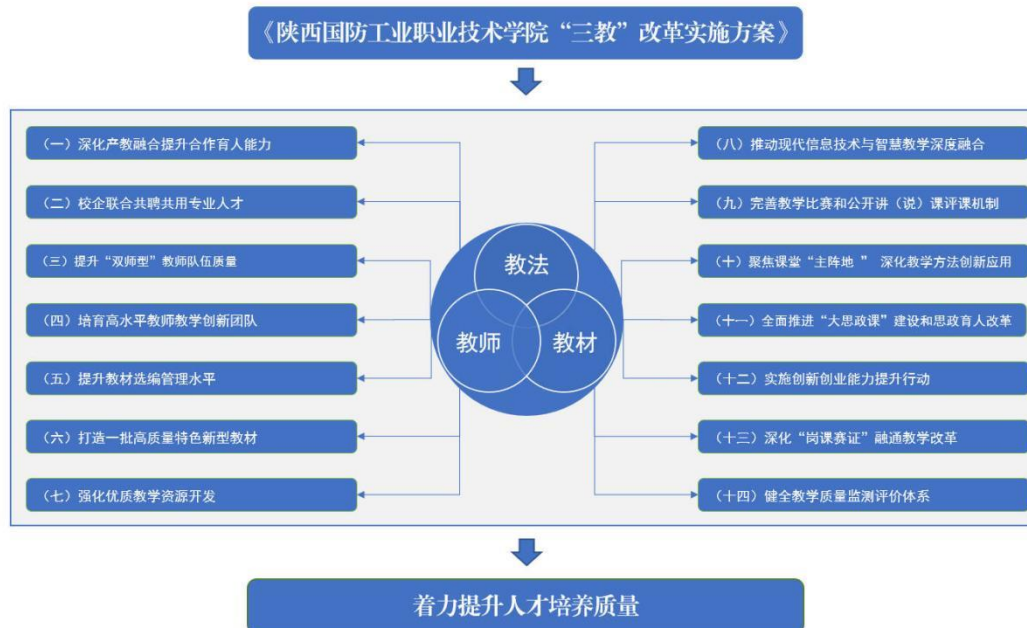 《陕西国防工业职业技术学院“三教”改革实施方案》
（一）深化产教融合提升合作育人能力
（二）校企联合共聘共用专业人才
（三）提升“双师型”教师队伍质量
（四）培育高水平教师教学创新团队
（五）提升教材选编管理水平
（六）打造一批高质量特色新型教材
（七）强化优质教学资源开发
教法
教师
教材
（八）推动现代信息技术与智慧教学深度融合
（九）完善教学比赛和公开讲（说）课评课机制
（十）聚焦课堂“主阵地 ” 深化教学方法创新应用
（十一）全面推进“大思政课”建设和思政育人改革
（十二）实施创新创业能力提升行动
（十三）深化“岗课赛证”融通教学改革
（十四）健全教学质量监测评价体系
着力提升人才培养质量